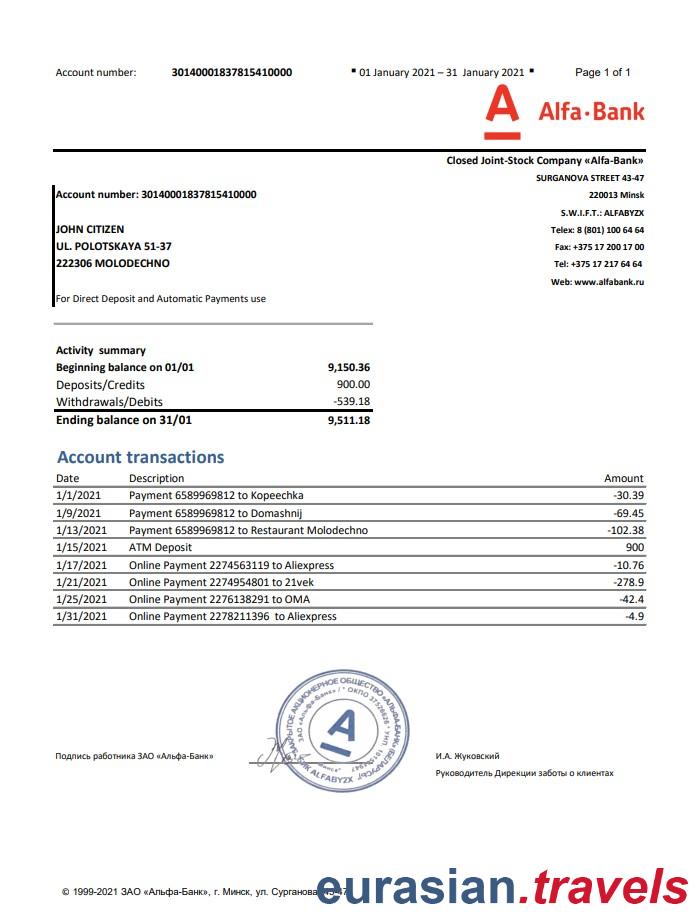 Account number: 30140001837815410000 ▪ 01 January 2021 – 31 January 2021 ▪ Page 1 of 1
Alfa·Bank
Closed Joint-Stock Company «Alfa-Bank»
SURGANOVA STREET 43-47
220013 Minsk
S.W.I.F.T.: ALFABYZX
Telex: 8 (801) 100 64 64
Fax: +375 17 200 17 00
Tel: +375 17 217 64 64
Web: www.alfabank.ru
Account number: 30140001837815410000
JOHN CITIZEN
UL. POLOTSKAYA 51-37
222306 MOLODECHNO
For Direct Deposit and Automatic Payments use
Activity summary
Beginning balance on 01/01 9,150.36
Deposits/Credits 900.00
Withdrawals/Debits -539.18
Ending balance on 31/01 9,511.18
Account transactions
Date Description Amount
1/1/2021 Payment 6589969812 to Kopeechka -30.39
1/9/2021 Payment 6589969812 to Domashnij -69.45
1/13/2021 Payment 6589969812 to Restaurant Molodechno -102.38
1/15/2021 ATM Deposit 900
1/17/2021 Online Payment 2274563119 to Aliexpress -10.76
1/21/2021 Online Payment 2274954801 to 21vek -278.9
1/25/2021 Online Payment 2276138291 to OMA -42.4
1/31/2021 Online Payment 2278211396 to Aliexpress -4.9
ЗАКРЫТОЕ АКЦИОНЕРНОЕ ОБЩЕСТВО «АЛЬФА-БАНК»
ЗАО «Альфа-Банк» / * ОКПО 37526626 * УНП
ALFABYZX
Подпись работника ЗАО «Альфа-Банк» И.А. Жуковский
Руководитель Дирекции заботы о клиентах
© 1999-2021 ЗАО «Альфа-Банк», г. Минск, ул. Сурганова 43-47
eurasian.travels